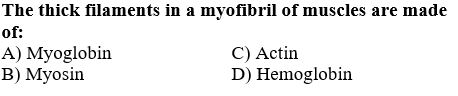 The thick filaments in a myofibril of muscles are made
of:
A) Myoglobin C) Actin
B) Myosin D) Hemoglobin